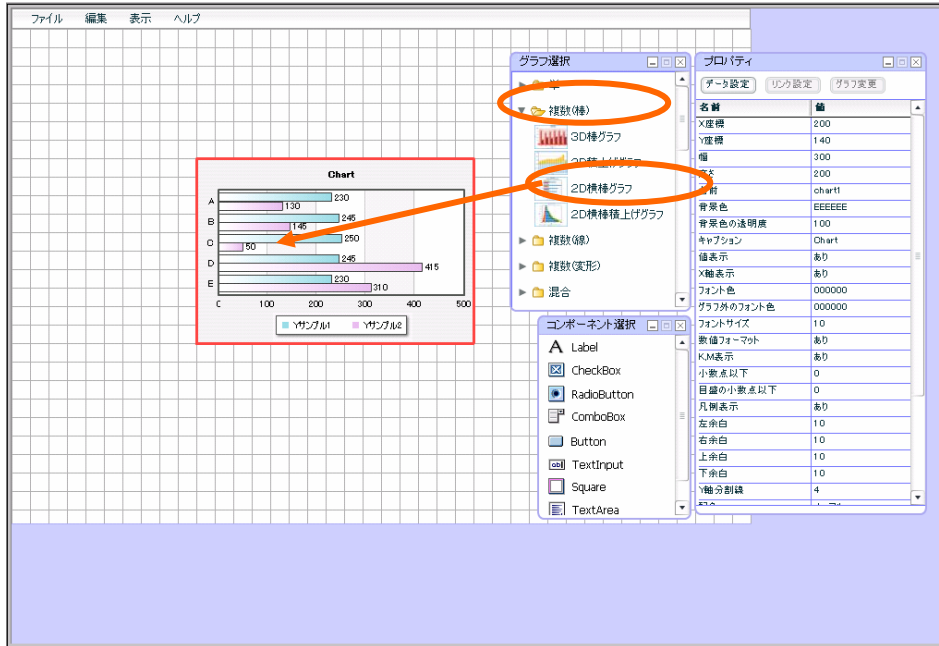 ファイル 編集 表示 ヘルプ
グラフ選択
複数(棒)
3D棒グラフ
2D横棒グラフ
2D横棒積上げグラフ
複数(線)
複数(変形)
混合
Chart
A 230
130
B 245
145
C 250
50
D 245
415
E 230
310
100 200 300 400 500
Yサンプル1 Yサンプル2
コンポーネント選択
A Label
CheckBox
RadioButton
ComboBox
Button
abl TextInput
Square
TextArea
プロパティ
データ設定 リンク設定 グラフ変更
名前 値
X座標 200
Y座標 140
幅 300
200
chart1
背景色 EEEEEE
背景色の透明度 100
キャプション Chart
値表示 あり
X軸表示 あり
フォント色 000000
グラフ外のフォント色 000000
フォントサイズ 10
数値フォーマット あり
K,M表示 あり
小数点以下 0
目盛の小数点以下 0
凡例表示 あり
左余白 10
右余白 10
上余白 10
下余白 10
Y軸分割線 4